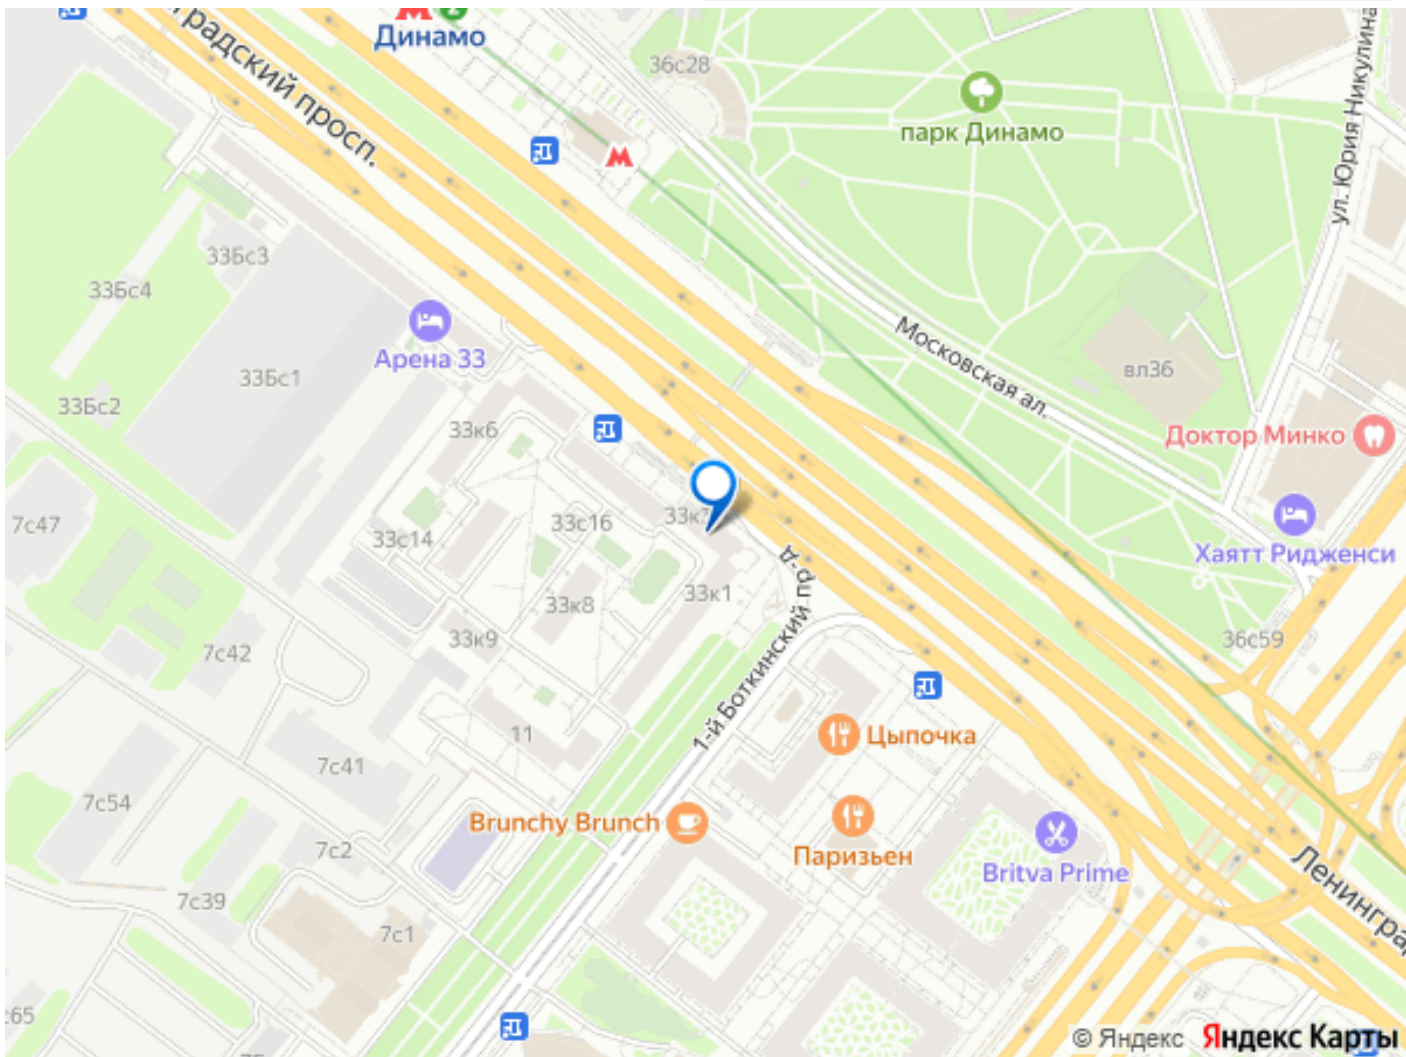 2
Динамо
градский просп.
36с28
парк Динамо
ул. Юрия Никулина
33Бс3
33Бс4
Арена 33
33Бс1
33Бс2
Московская ал.
вл36
Доктор Минко
33к6
7с47
33с14
33с16
Хаятт Ридженси
33к8
33к1
1-й Боткинский пр-д
33к9
7с42
36с59
11
Цыпочка
7с41
7с54
Brunchy Brunch
7с2
Паризьен
Britva Prime
7с39
7с1
Ленингра
:65
© Яндекс Яндекс Карты